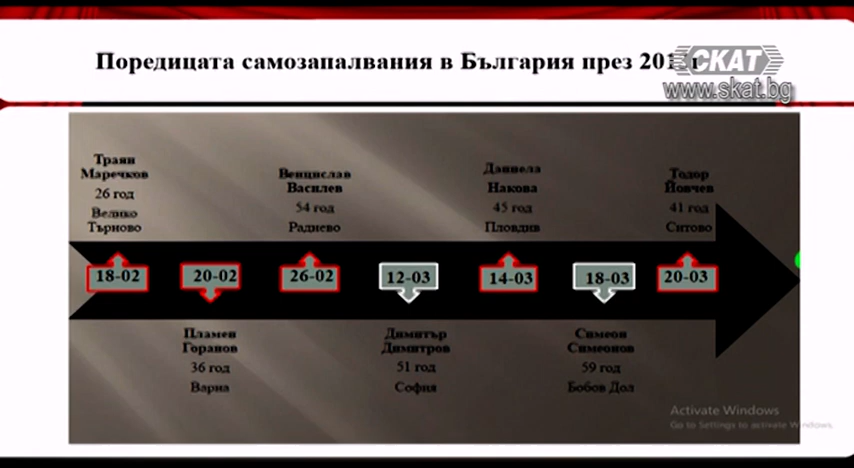 Поредицата самозапалвания в България през 201
СКАТ
www.skat.bg
Траян
Маречков
26 год
Велико
Търново
Венцислав
Василев
54 год
Раднево
Даниела
Накова
45 год
Пловдив
Тодор
Йовчев
41 год
Ситово
18-02
20-02
26-02
12-03
14-03
18-03
20-03
Пламен
Горанов
36 год
Варна
Димитър
Димитров
51 год
София
Симеон
Симеонов
59 год
Бобов Дол
Activate Windows
Go to Settings to activate Windows.